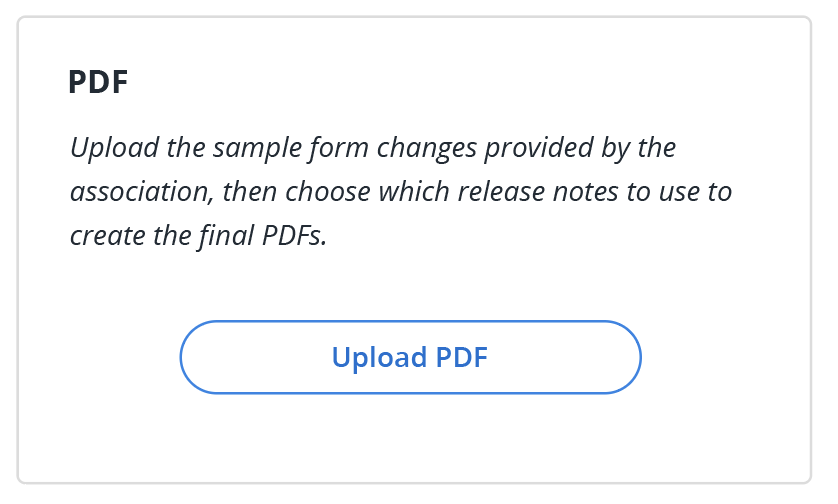 PDF
Upload the sample form changes provided by the
association, then choose which release notes to use to
create the final PDFs.
Upload PDF